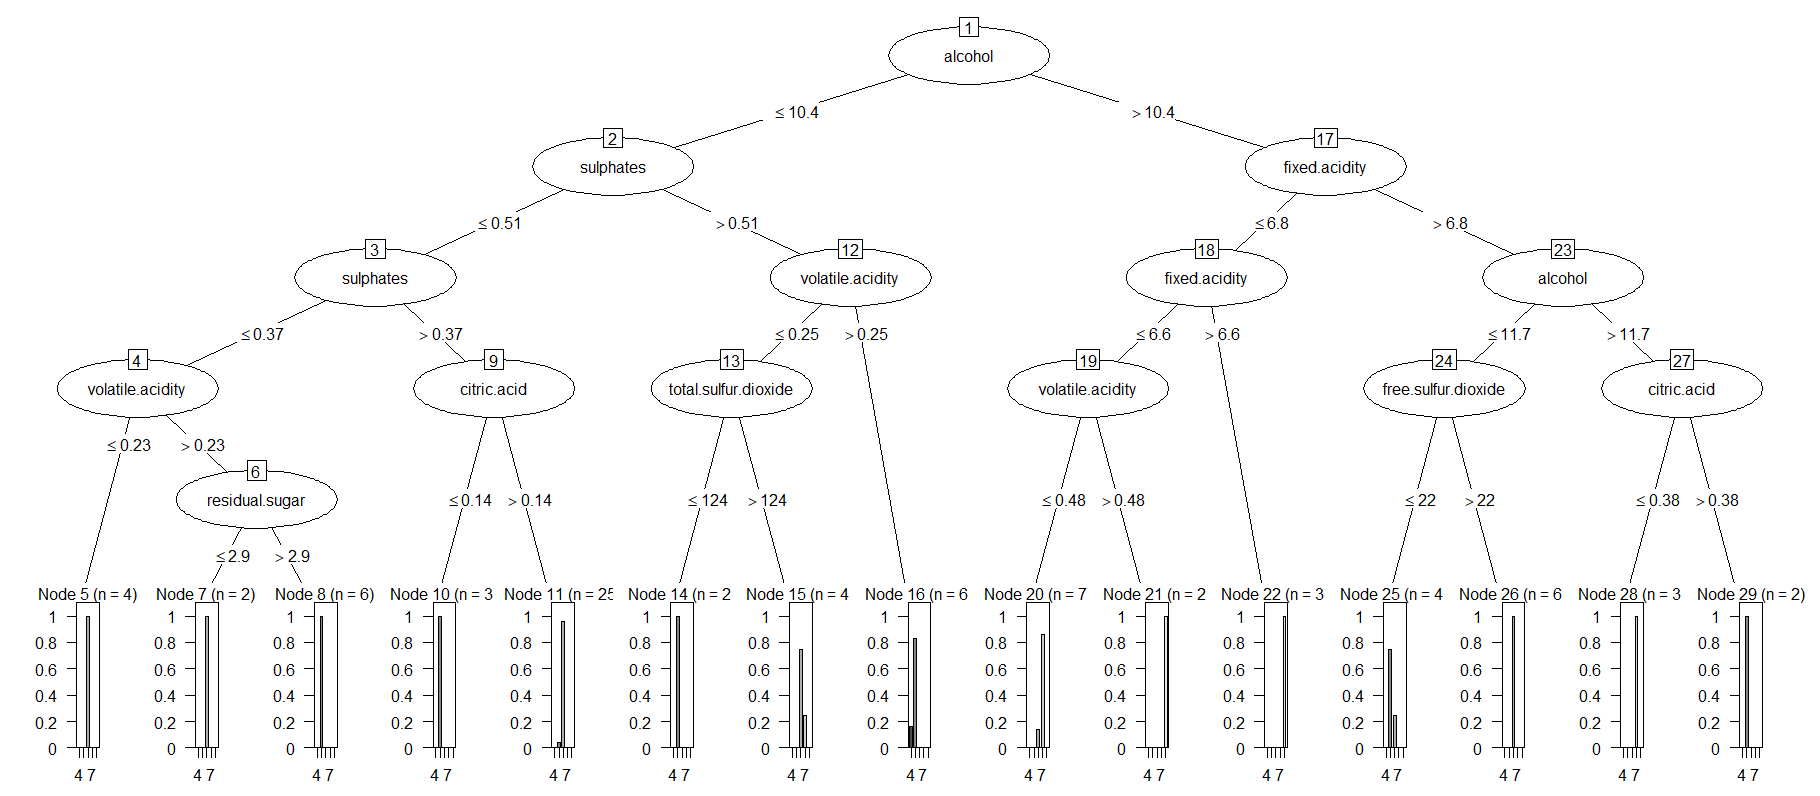 1
alcohol
≤ 10.4 > 10.4
2 17
sulphates fixed.acidity
≤ 0.51 > 0.51 ≤ 6.8 > 6.8
3 12 18 23
sulphates volatile.acidity fixed.acidity alcohol
≤ 0.37 > 0.37 ≤ 0.25 > 0.25 ≤ 6.6 > 6.6 ≤ 11.7 > 11.7
4 9 13 19 24 27
volatile.acidity citric.acid total.sulfur.dioxide volatile.acidity free.sulfur.dioxide citric.acid
≤ 0.23 > 0.23
6
residual.sugar ≤ 0.14 > 0.14 ≤ 124 > 124 ≤ 0.48 > 0.48 ≤ 22 > 22 ≤ 0.38 > 0.38
≤ 2.9 > 2.9
Node 5 (n = 4) Node 7 (n = 2) Node 8 (n = 6) Node 10 (n = 3 Node 11 (n = 25 Node 14 (n = 2 Node 15 (n = 4 Node 16 (n = 6 Node 20 (n = 7 Node 21 (n = 2 Node 22 (n = 3 Node 25 (n = 4 Node 26 (n = 6 Node 28 (n = 3 Node 29 (n = 2)
1 1 1 1 1 1 1 1 1 1 1 1 1 1 1
0.8 0.8 0.8 0.8 0.8 0.8 0.8 0.8 0.8 0.8 0.8 0.8 0.8 0.8 0.8
0.6 0.6 0.6 0.6 0.6 0.6 0.6 0.6 0.6 0.6 0.6 0.6 0.6 0.6 0.6
0.4 0.4 0.4 0.4 0.4 0.4 0.4 0.4 0.4 0.4 0.4 0.4 0.4 0.4 0.4
0.2 0.2 0.2 0.2 0.2 0.2 0.2 0.2 0.2 0.2 0.2 0.2 0.2 0.2 0.2
0 0 0 0 0 0 0 0 0 0 0 0 0 0 0
4 7 4 7 4 7 4 7 4 7 4 7 4 7 4 7 4 7 4 7 4 7 4 7 4 7 4 7 4 7